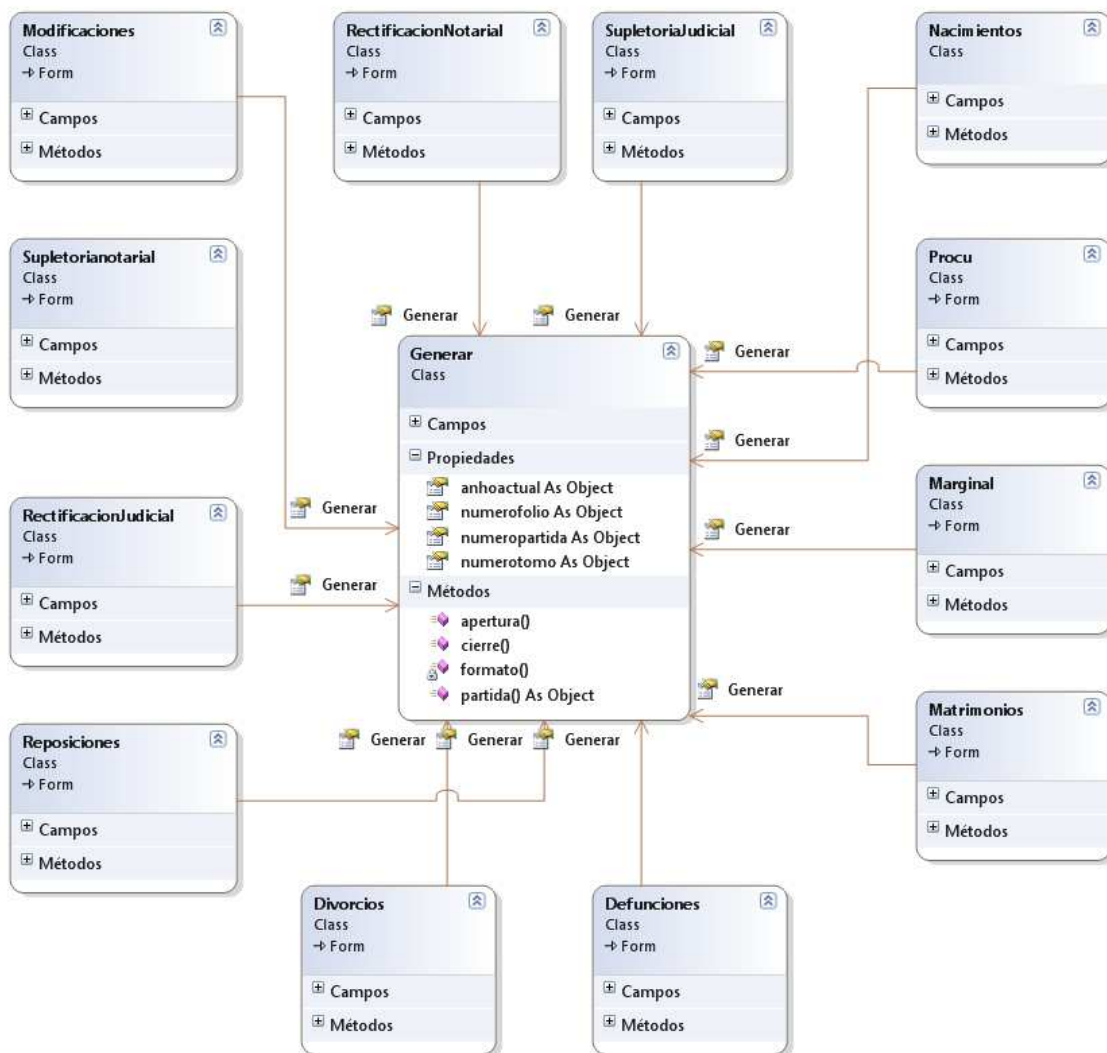 Modificaciones
Class
Form
Campos
Métodos
RectificacionNotarial
Class
Form
Campos
Métodos
SupletoriaJudicial
Class
Form
Campos
Métodos
Nacimientos
Class
Campos
Métodos
Supletorianotarial
Class
Form
Campos
Métodos
Procu
Class
Form
Campos
Métodos
Generar
Generar
Generar
Generar
Generar
Generar
Generar
Generar
Class
Campos
Propiedades
anhoactual As Object
numerofolio As Object
numeropartida As Object
numerotomo As Object
Métodos
apertura()
cierre()
formato()
partida() As Object
RectificacionJudicial
Class
Form
Campos
Métodos
Marginal
Class
Form
Campos
Métodos
Generar
Generar
Generar
Generar
Reposiciones
Class
Form
Campos
Métodos
Matrimonios
Class
Form
Campos
Métodos
Divorcios
Class
Form
Campos
Métodos
Defunciones
Class
Form
Campos
Métodos